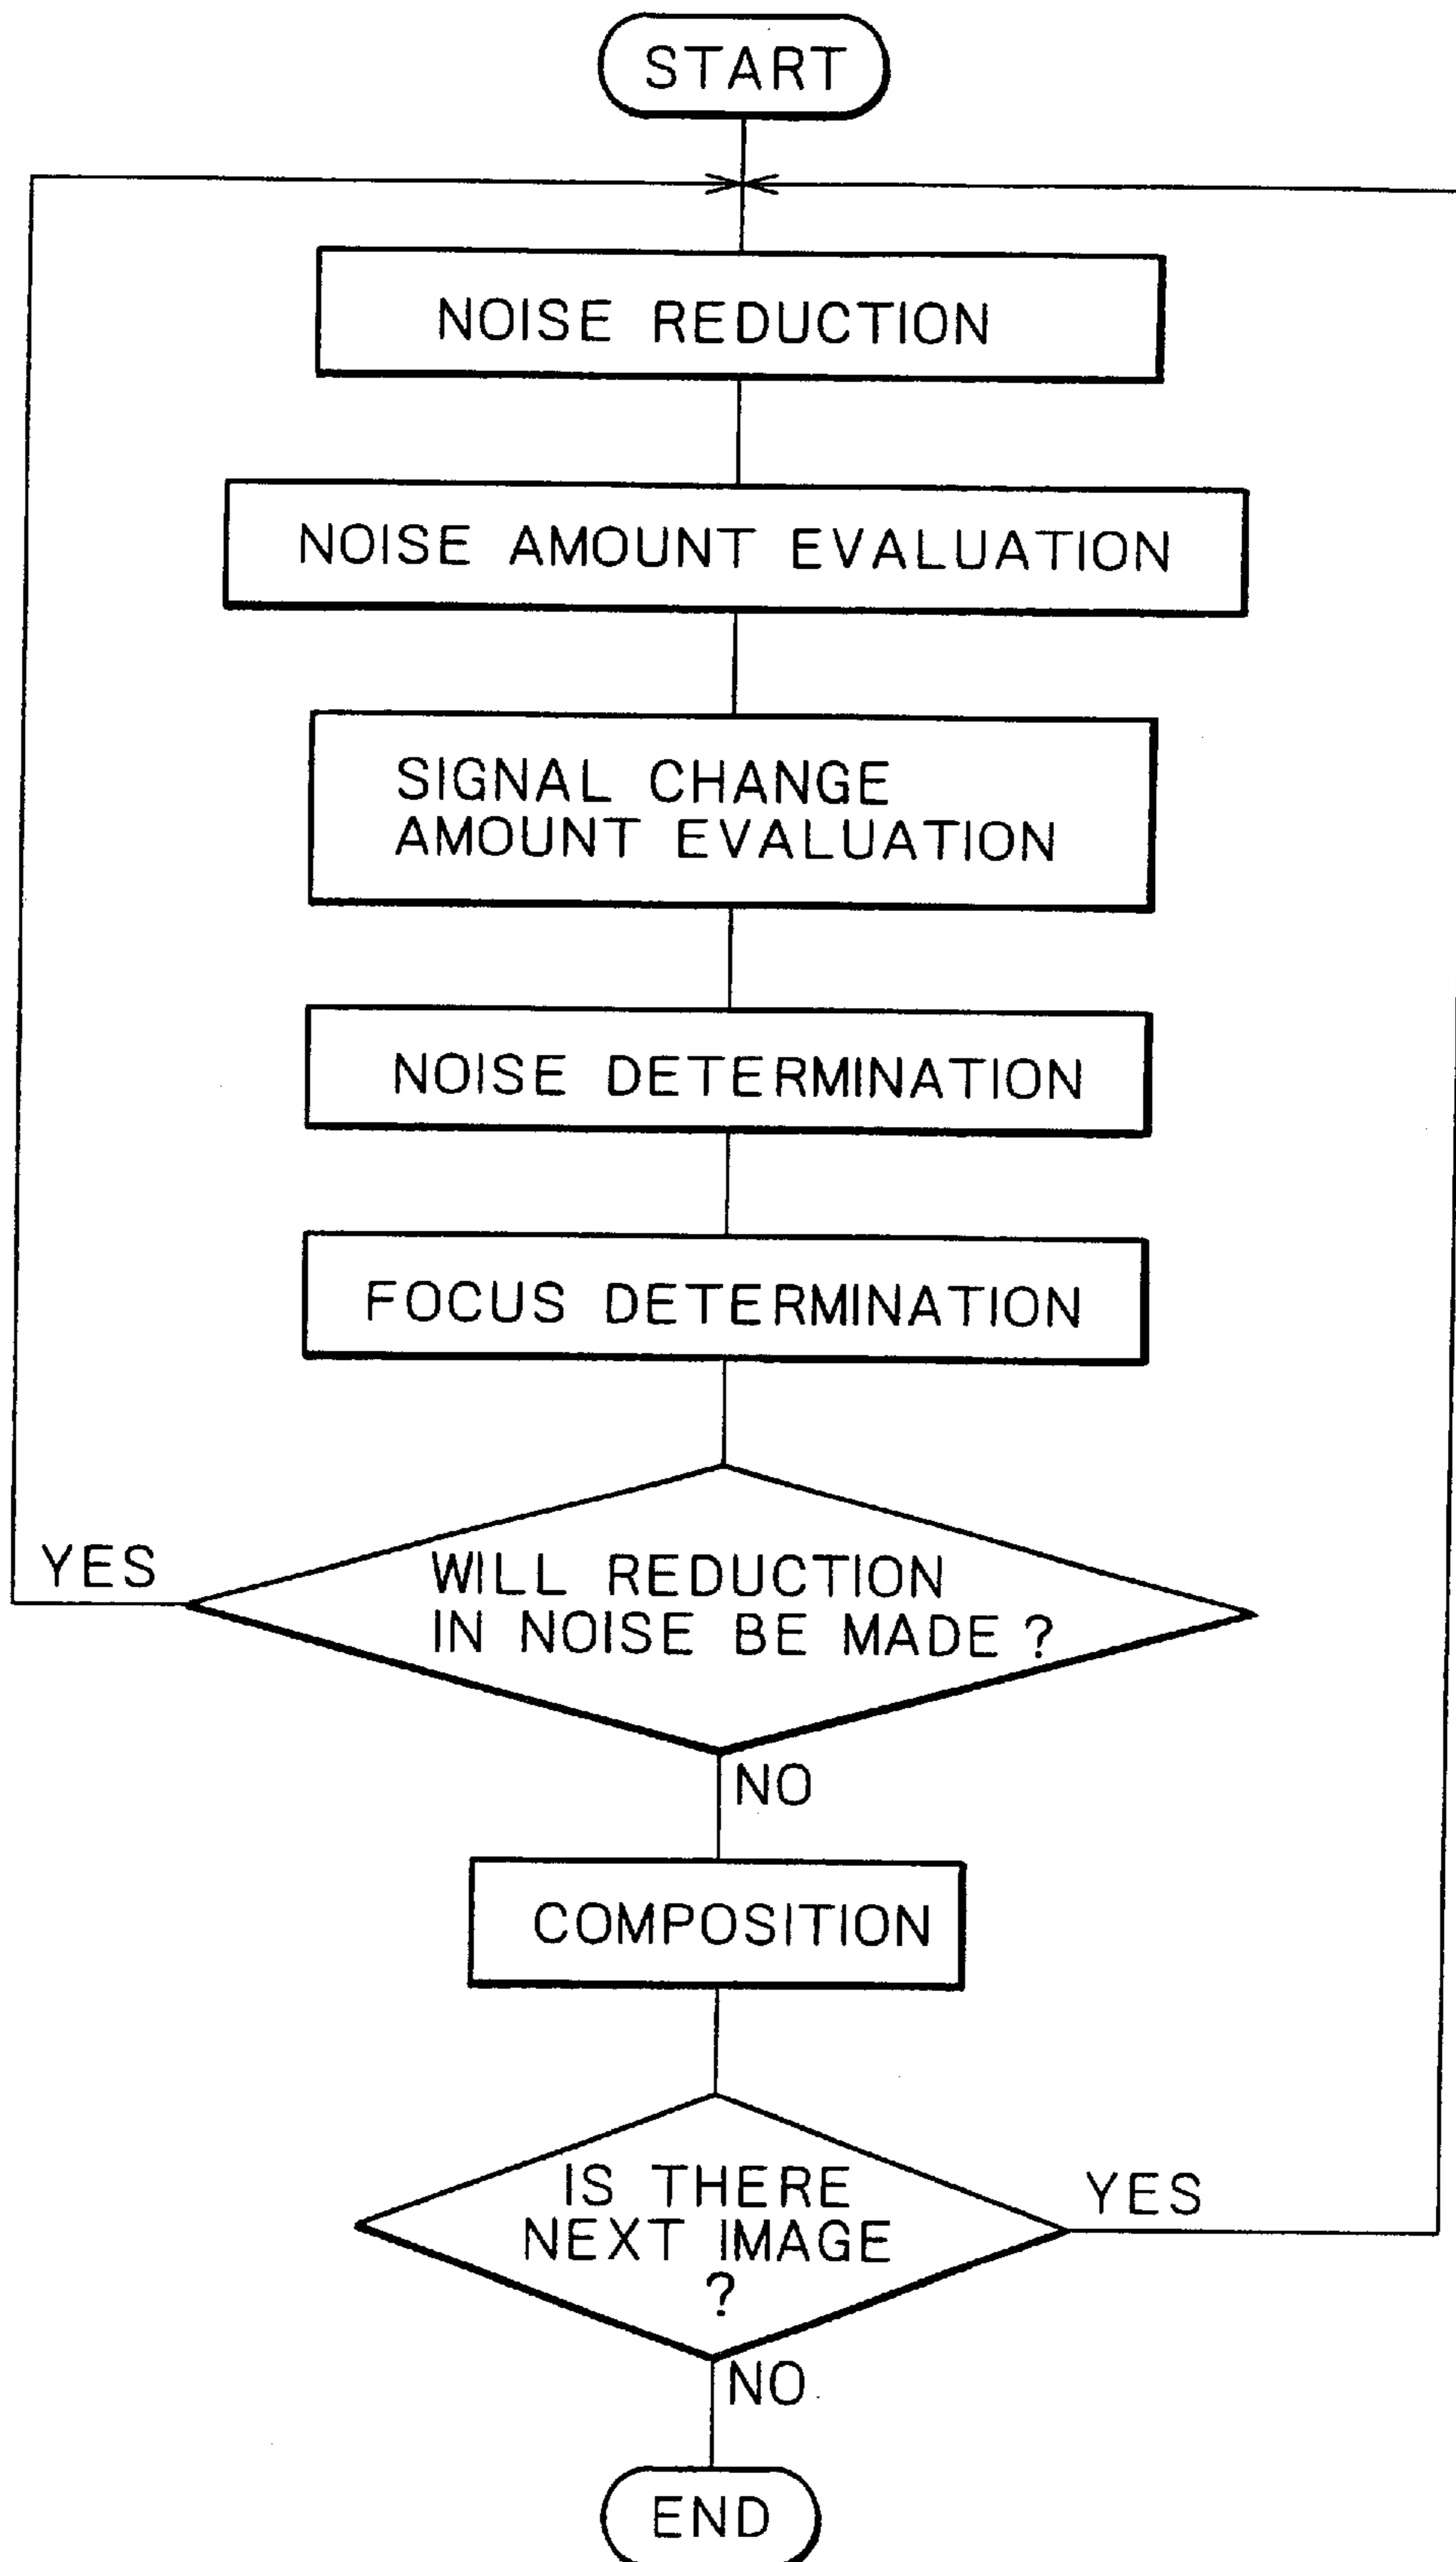 START
NOISE REDUCTION
NOISE AMOUNT EVALUATION
SIGNAL CHANGE
AMOUNT EVALUATION
NOISE DETERMINATION
FOCUS DETERMINATION
YES
WILL REDUCTION
IN NOISE BE MADE ?
NO
COMPOSITION
IS THERE
NEXT IMAGE
?
YES
NO
END